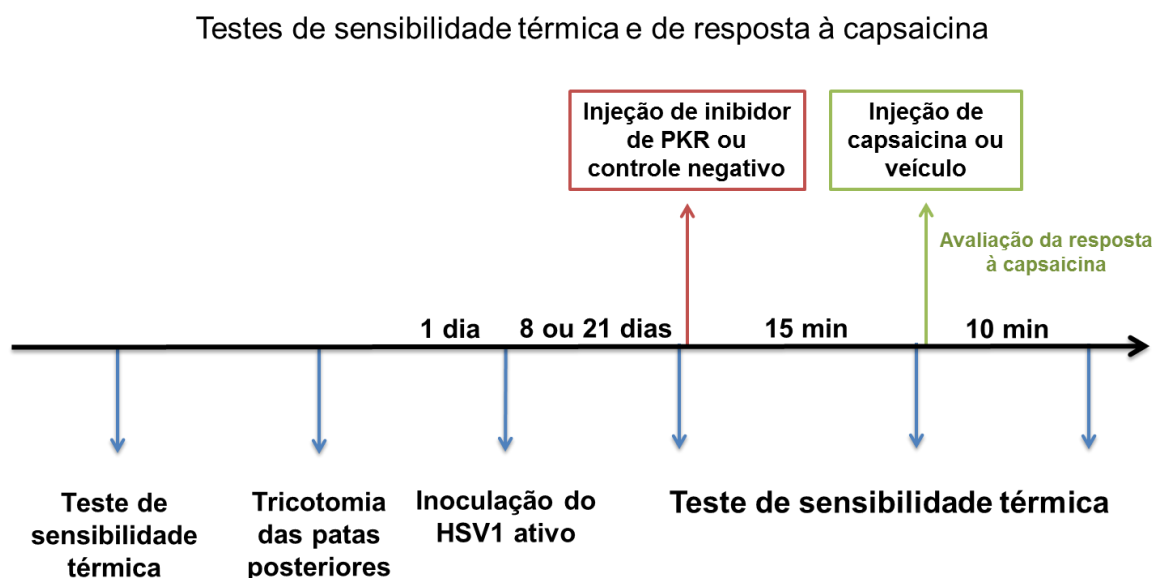 Testes de sensibilidade térmica e de resposta à capsaicina
Injeção de inibidor
de PKR ou
controle negativo
Injeção de
capsaicina ou
veículo
Avaliação da resposta
à capsaicina
1 dia
8 ou 21 dias
15 min
10 min
Teste de
sensibilidade
térmica
Tricotomia
das patas
posteriores
Inoculação do
HSV1 ativo
Teste de sensibilidade térmica